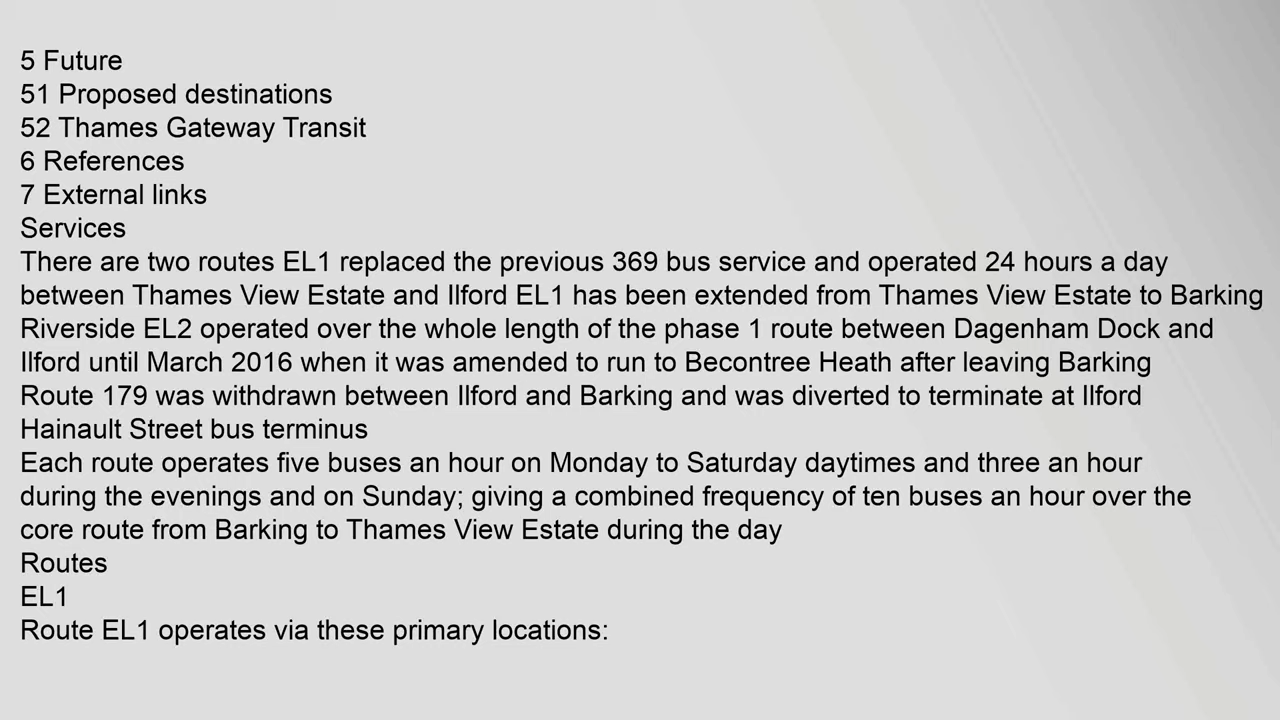 5 Future
51 Proposed destinations
52 Thames Gateway Transit
6 References
7 External links
Services
There are two routes EL1 replaced the previous 369 bus service and operated 24 hours a day
between Thames View Estate and Ilford EL1 has been extended from Thames View Estate to Barking
Riverside EL2 operated over the whole length of the phase 1 route between Dagenham Dock and
Ilford until March 2016 when it was amended to run to Becontree Heath after leaving Barking
Route 179 was withdrawn between Ilford and Barking and was diverted to terminate at Ilford
Hainault Street bus terminus
Each route operates five buses an hour on Monday to Saturday daytimes and three an hour
during the evenings and on Sunday; giving a combined frequency of ten buses an hour over the
core route from Barking to Thames View Estate during the day
Routes
EL1
Route EL1 operates via these primary locations: